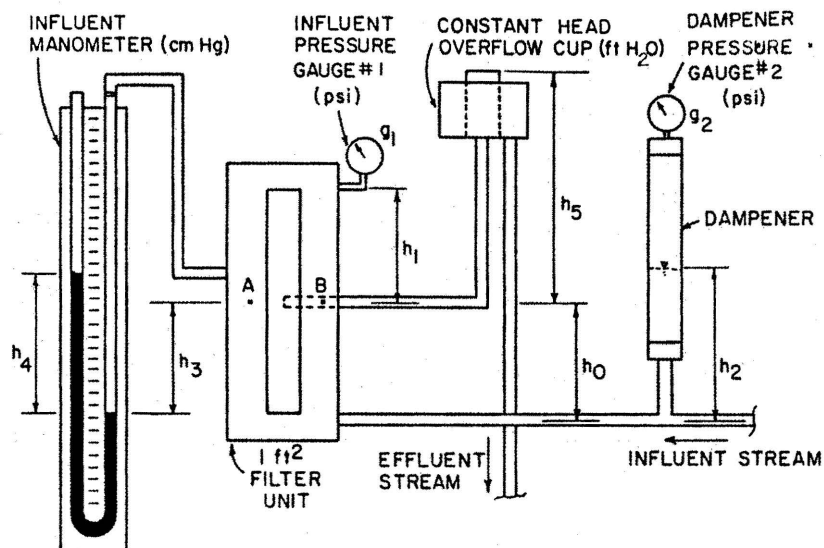 INFLUENT
MANOMETER (cm Hg)
INFLUENT
PRESSURE
GAUGE #1
(psi)
CONSTANT HEAD
OVERFLOW CUP (ft H2O)
DAMPENER
PRESSURE
GAUGE #2
(psi)
g1
g2
h5
DAMPENER
h1
A
B
h4
h3
h0
h2
1 ft2
FILTER
UNIT
EFFLUENT
STREAM
INFLUENT STREAM